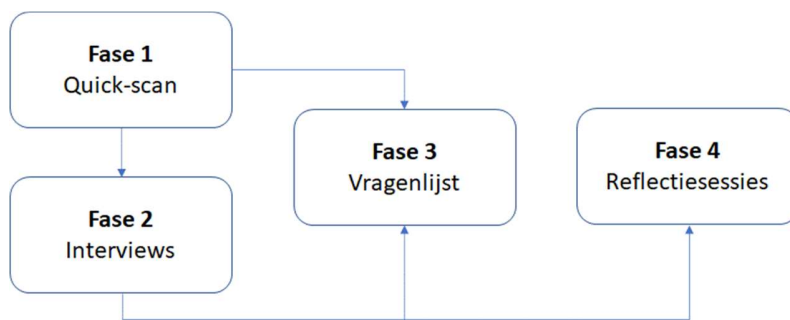 Fase 1
Quick-scan
Fase 2
Interviews
Fase 3
Vragenlijst
Fase 4
Reflectiesessies